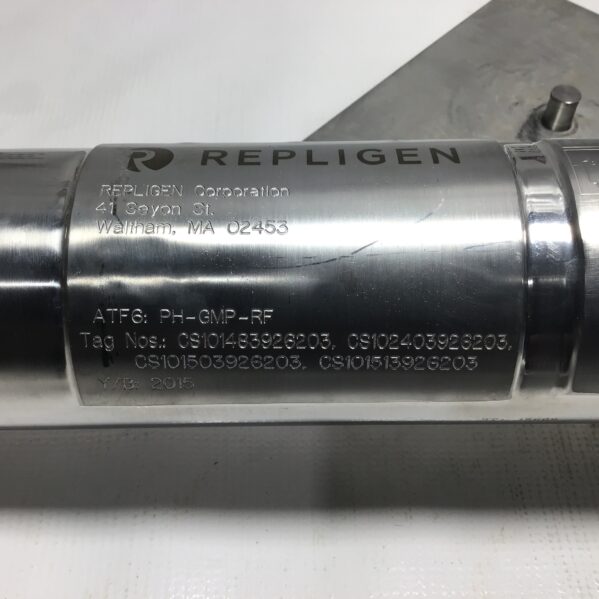 REPLIGEN
REPLIGEN Corporation
41 Seyon St.
Waltham, MA 02453
ATF6: PH-GMP-RF
Tag Nos.: CS101483926203, CS102403926203,
CS101503926203, CS101513926203
Y/B: 2015